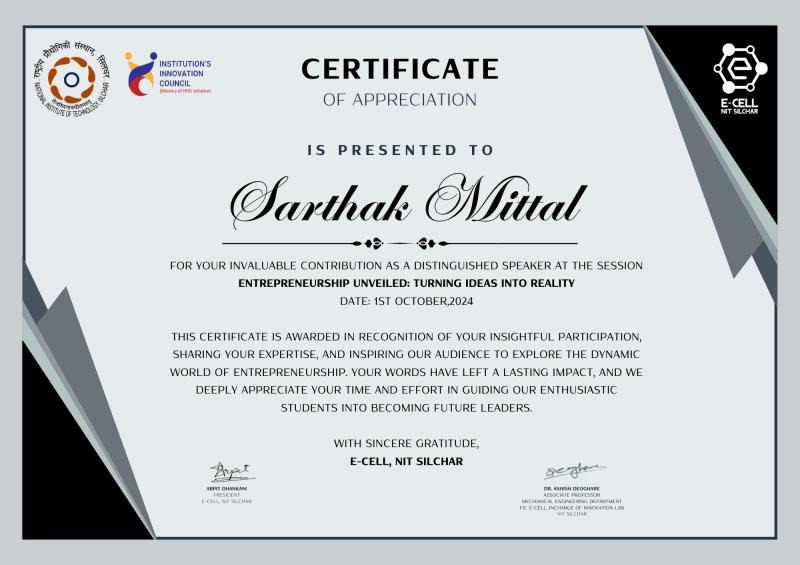 राष्ट्रीय प्रौद्योगिकी संस्थान, सिलचर
NATIONAL INSTITUTE OF TECHNOLOGY, SILCHAR
INSTITUTION'S
INNOVATION
COUNCIL
(Ministry of HRD Initiative)
CERTIFICATE
OF APPRECIATION
E-CELL
NIT SILCHAR
IS PRESENTED TO
Sarthak Mittal
FOR YOUR INVALUABLE CONTRIBUTION AS A DISTINGUISHED SPEAKER AT THE SESSION
ENTREPRENEURSHIP UNVEILED: TURNING IDEAS INTO REALITY
DATE: 1ST OCTOBER,2024
THIS CERTIFICATE IS AWARDED IN RECOGNITION OF YOUR INSIGHTFUL PARTICIPATION,
SHARING YOUR EXPERTISE, AND INSPIRING OUR AUDIENCE TO EXPLORE THE DYNAMIC
WORLD OF ENTREPRENEURSHIP. YOUR WORDS HAVE LEFT A LASTING IMPACT, AND WE
DEEPLY APPRECIATE YOUR TIME AND EFFORT IN GUIDING OUR ENTHUSIASTIC
STUDENTS INTO BECOMING FUTURE LEADERS.
WITH SINCERE GRATITUDE,
E-CELL, NIT SILCHAR
Arpit
ARPIT DHANKANI
PRESIDENT
E-CELL, NIT SILCHAR
DR. ASHISH DEOGHARE
ASSOCIATE PROFESSOR
MECHANICAL ENGINEERING DEPARTMENT
FIC E-CELL, INCHARGE OF INNOVATION LAB
NIT SILCHAR